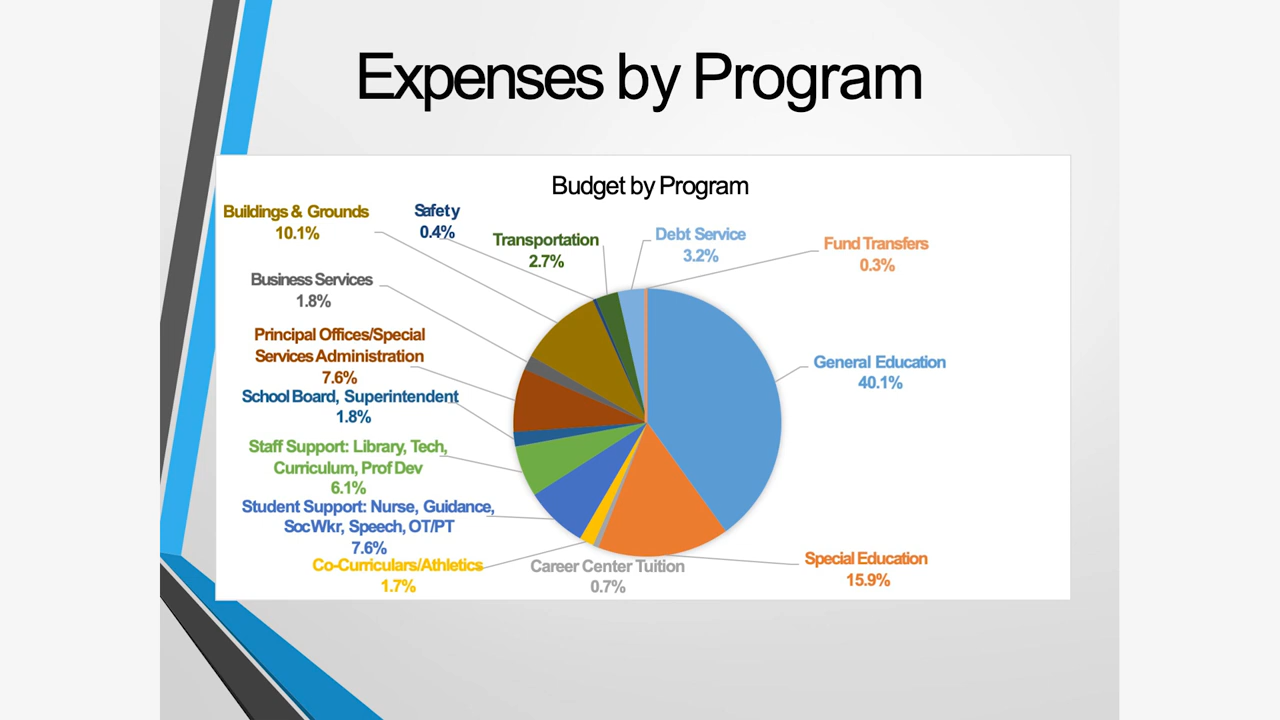 Expenses by Program
Budget by Program
Buildings & Grounds
10.1%
Safety
0.4%
Transportation
2.7%
Debt Service
3.2%
Fund Transfers
0.3%
Business Services
1.8%
Principal Offices/Special
Services Administration
7.6%
General Education
40.1%
School Board, Superintendent
1.8%
Staff Support: Library, Tech,
Curriculum, Prof Dev
6.1%
Student Support: Nurse, Guidance,
SocWkr, Speech, OT/PT
7.6%
Co-Curriculars/Athletics
1.7%
Career Center Tuition
0.7%
Special Education
15.9%